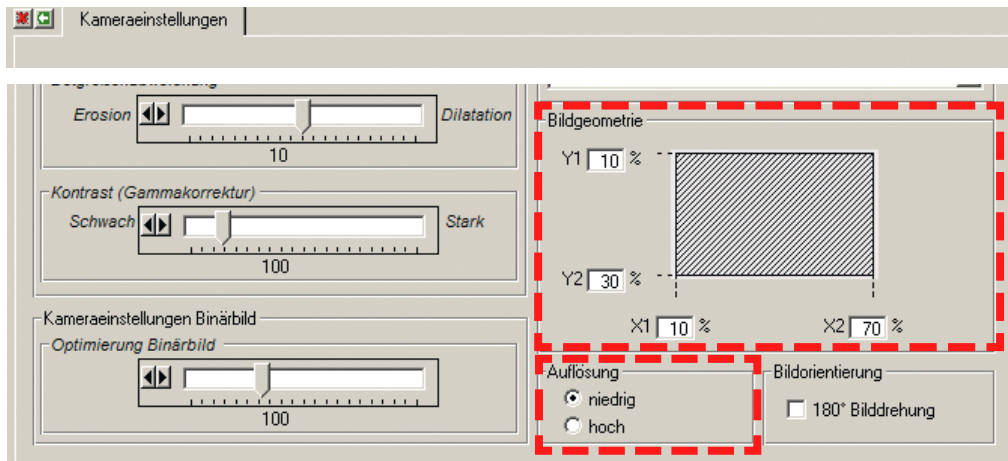 Kameraeinstellungen
Erosion
Dilatation
10
Kontrast (Gammakorrektur)
Schwach
Stark
100
Kameraeinstellungen Binärbild
Optimierung Binärbild
100
Bildgeometrie
Y1 10 %
Y2 30 %
X1 10 % X2 70 %
Auflösung
niedrig
hoch
Bildorientierung
180° Bilddrehung